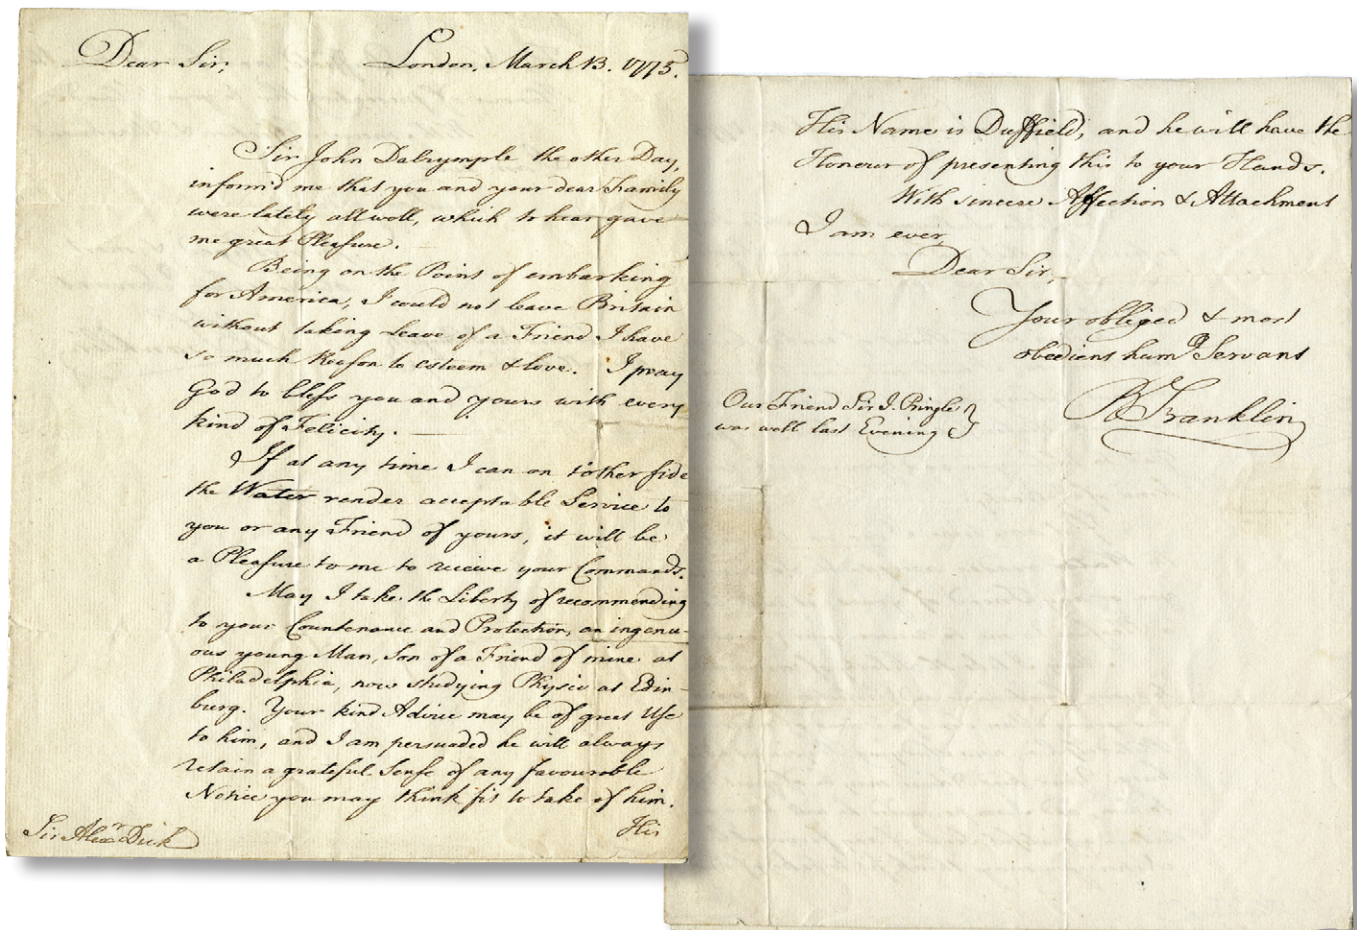 Dear Sir, London, March 13. 1775.
Sir John Dalrymple the other Day,
inform'd me that you and your dear Family
were lately all well, which to hear gave
me great Pleasure. —
Being on the Point of embarking
for America, I could not leave Britain
without taking Leave of a Friend I have
so much Reason to esteem & love. I pray
God to bless you and yours with every
kind of Felicity. —
If at any time I can on t'other side
the Water render acceptable Service to
you or any Friend of yours, it will be
a Pleasure to me to receive your Commands.
May I take the Liberty of recommending
to your Countenance and Protection, an ingenu-
ous young Man, Son of a Friend of mine at
Philadelphia, now studying Physic at Edin-
burg. Your kind Advice may be of great Use
to him, and I am persuaded he will always
retain a grateful Sense of any favourable
Notice you may think fit to take of him.
His
Sir Alexr Dick
His Name is Duffield, and he will have the
Honour of presenting this to your Hands.
With sincere Affection & Attachment
I am ever,
Dear Sir,
Your obliged & most
obedient humle Servant
B Franklin
Our Friend Sir J. Pringle
was well last Evening